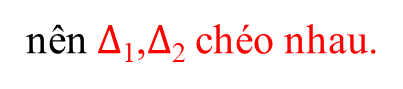 nên Δ₁,Δ₂ chéo nhau.